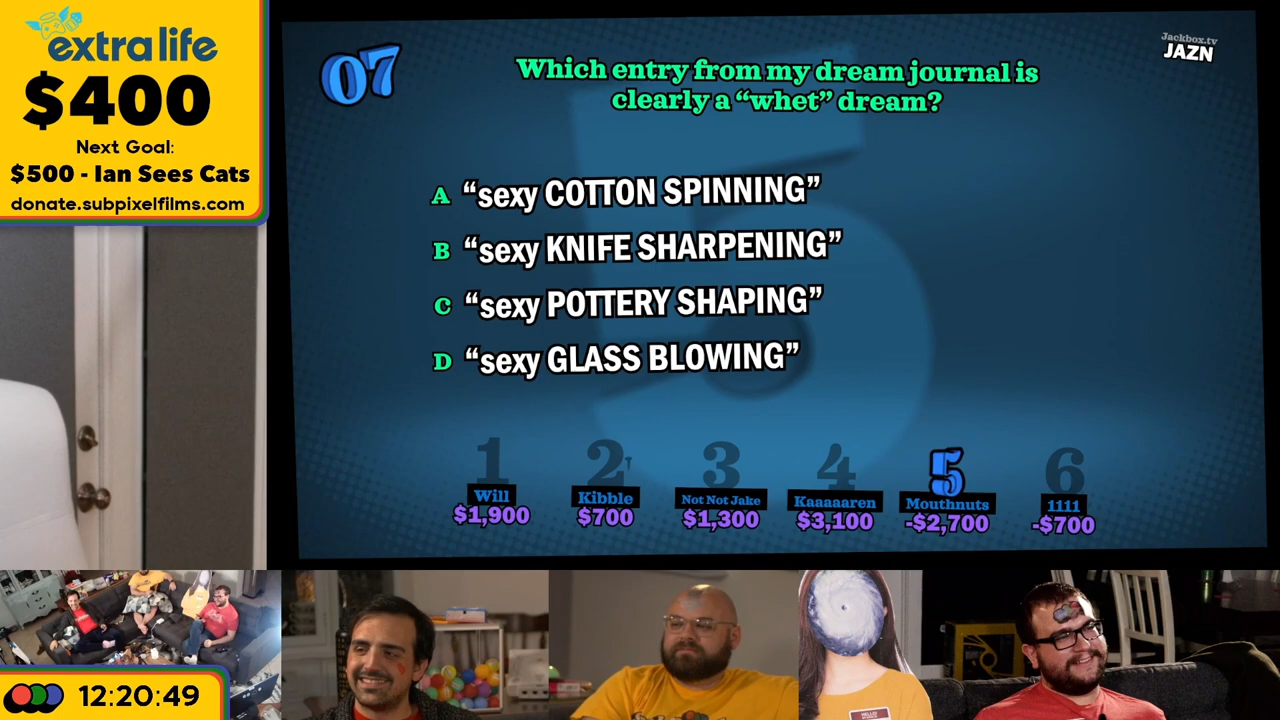 extralife
$400
Next Goal:
$500 - Ian Sees Cats
donate.subpixelfilms.com
07
Which entry from my dream journal is
clearly a “whet” dream?
Jackbox.tv
JAZN
A “sexy COTTON SPINNING”
B “sexy KNIFE SHARPENING”
C “sexy POTTERY SHAPING”
D “sexy GLASS BLOWING”
1 2 3 4 5 6
Will Kibble Not Not Jake Kaaaaaren Mouthnuts 1111
$1,900 $700 $1,300 $3,100 -$2,700 -$700
HELLO
12:20:49